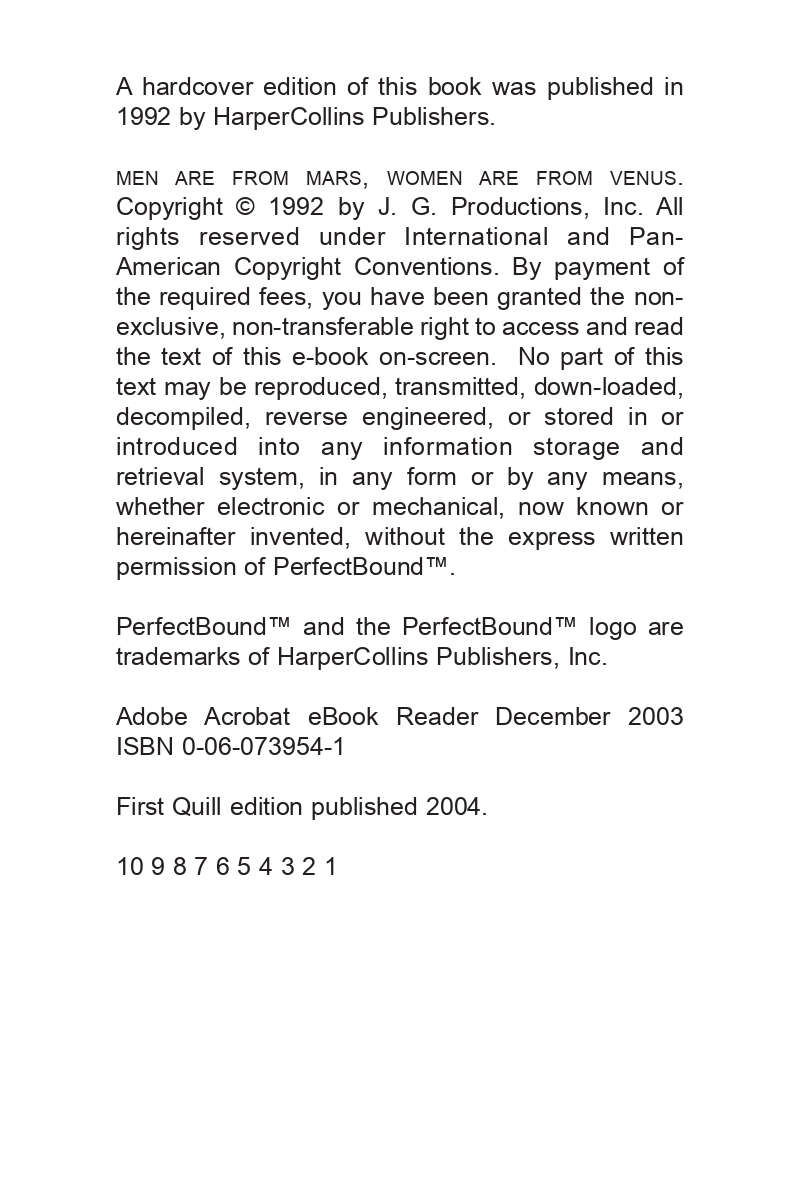 A hardcover edition of this book was published in
1992 by HarperCollins Publishers.
MEN ARE FROM MARS, WOMEN ARE FROM VENUS.
Copyright © 1992 by J. G. Productions, Inc. All
rights reserved under International and Pan-
American Copyright Conventions. By payment of
the required fees, you have been granted the non-
exclusive, non-transferable right to access and read
the text of this e-book on-screen. No part of this
text may be reproduced, transmitted, down-loaded,
decompiled, reverse engineered, or stored in or
introduced into any information storage and
retrieval system, in any form or by any means,
whether electronic or mechanical, now known or
hereinafter invented, without the express written
permission of PerfectBound™.
PerfectBound™ and the PerfectBound™ logo are
trademarks of HarperCollins Publishers, Inc.
Adobe Acrobat eBook Reader December 2003
ISBN 0-06-073954-1
First Quill edition published 2004.
10 9 8 7 6 5 4 3 2 1